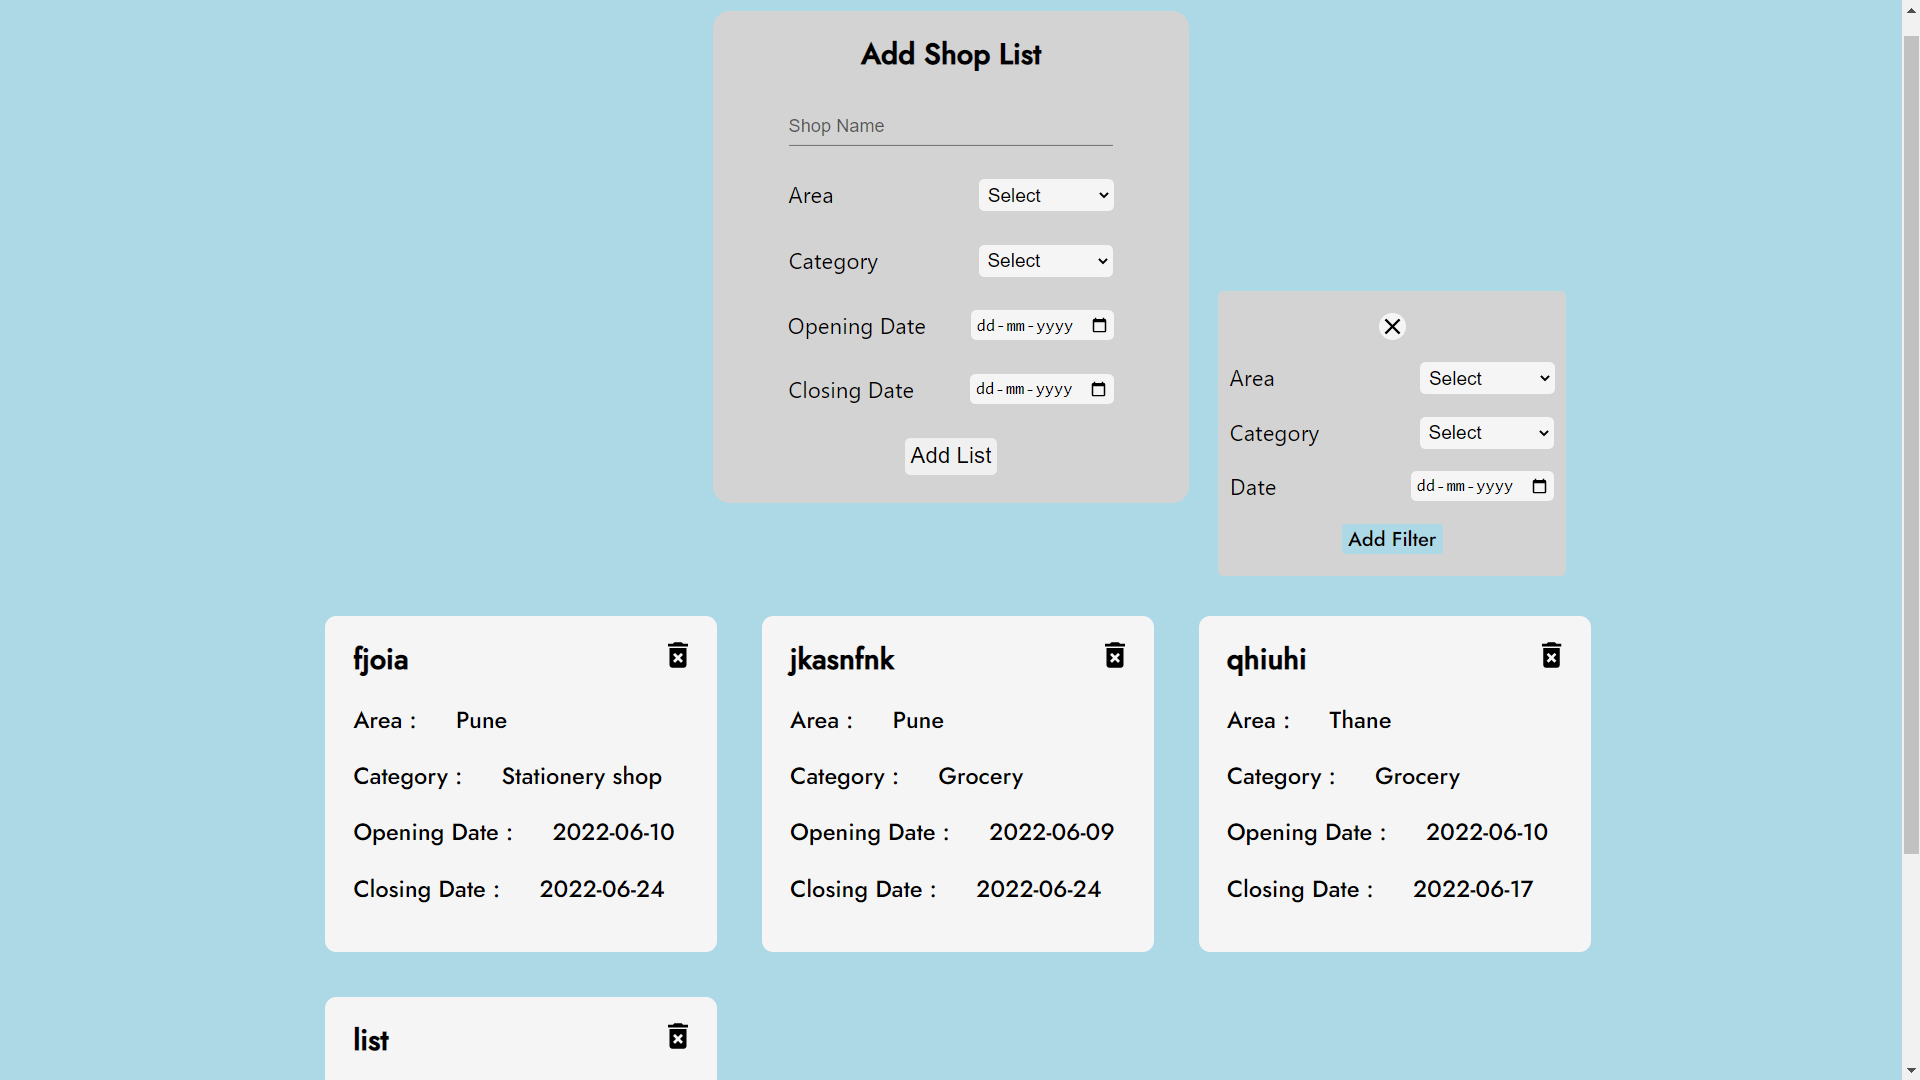 Add Shop List
Shop Name
Area Select
Category Select
Opening Date dd-mm-yyyy
Closing Date dd-mm-yyyy
Add List
Area Select
Category Select
Date dd-mm-yyyy
Add Filter
fjoia
Area : Pune
Category : Stationery shop
Opening Date : 2022-06-10
Closing Date : 2022-06-24
jkasnfnk
Area : Pune
Category : Grocery
Opening Date : 2022-06-09
Closing Date : 2022-06-24
qhiuhi
Area : Thane
Category : Grocery
Opening Date : 2022-06-10
Closing Date : 2022-06-17
list